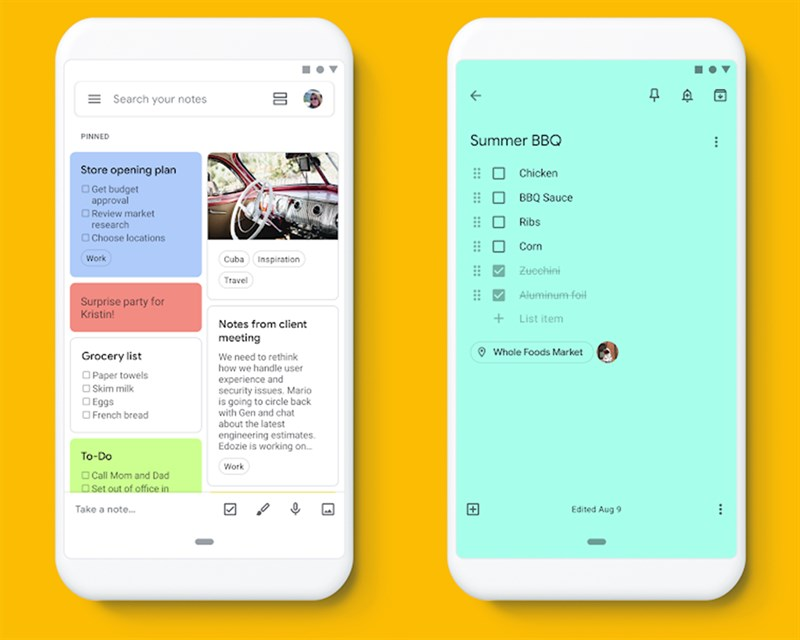 Search your notes
PINNED
Store opening plan
Get budget
approval
Review market
research
Choose locations
Work
Surprise party for
Kristin!
Grocery list
Paper towels
Skim milk
Eggs
French bread
To-Do
Call Mom and Dad
Set out of office in
Cuba
Inspiration
Travel
Notes from client
meeting
We need to rethink
how we handle user
experience and
security issues. Mario
is going to circle back
with Gen and chat
about the latest
engineering estimates.
Edozie is working on...
Work
Take a note...
Summer BBQ
Chicken
BBQ Sauce
Ribs
Corn
Zucchini
Aluminum foil
List item
Whole Foods Market
Edited Aug 9